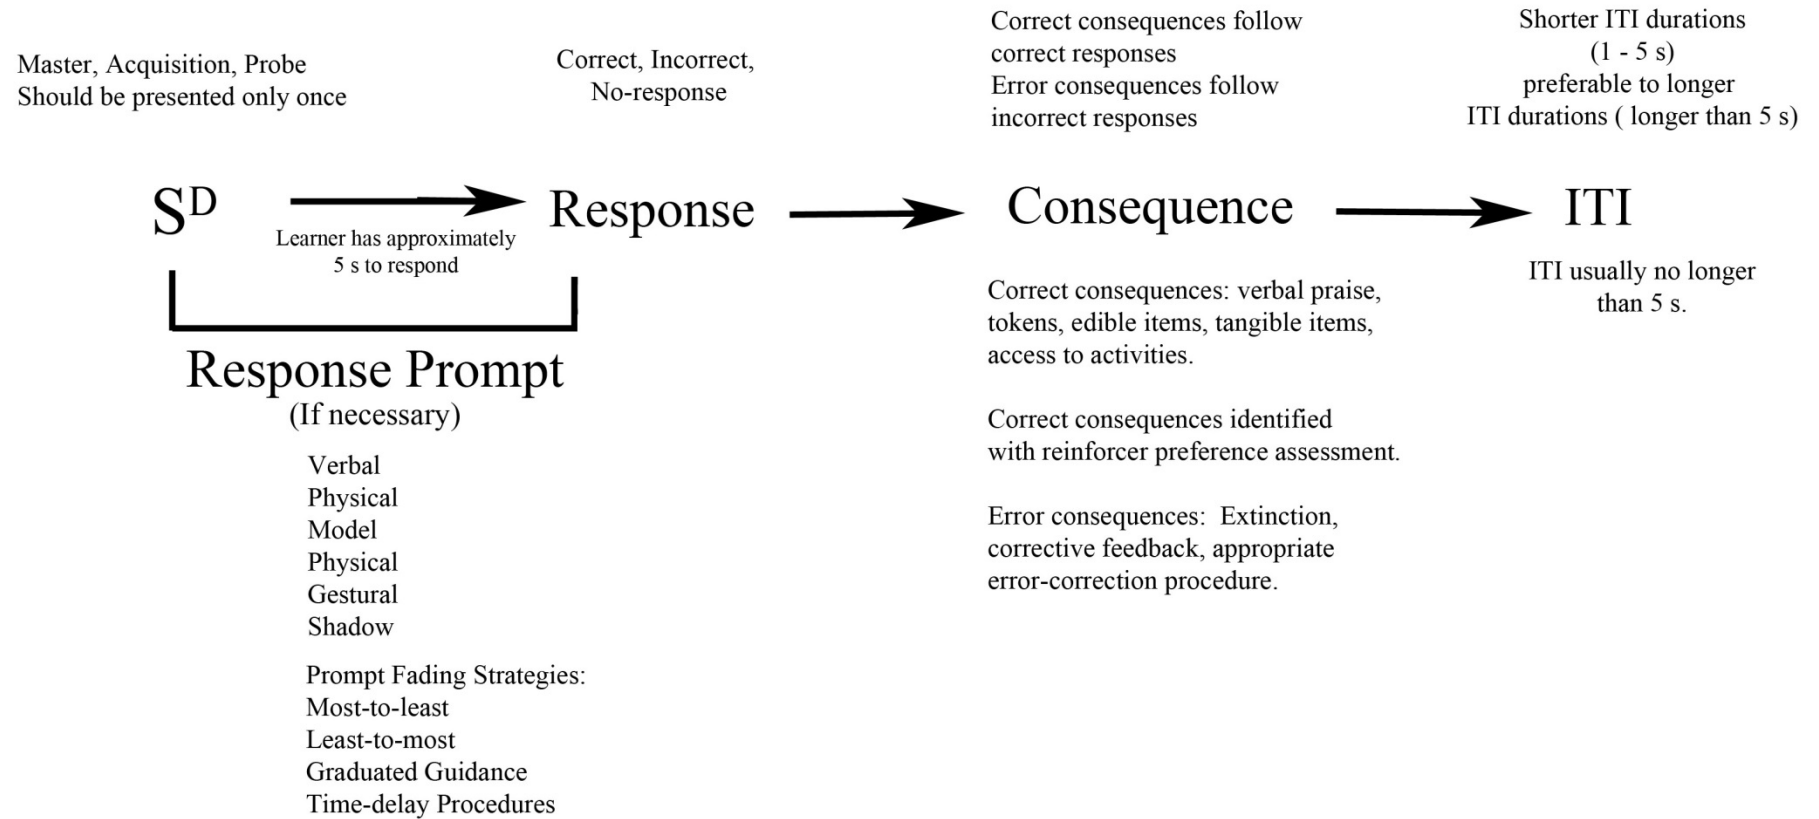 Master, Acquisition, Probe
Should be presented only once
Correct, Incorrect,
No-response
Correct consequences follow
correct responses
Error consequences follow
incorrect responses
Shorter ITI durations
(1 - 5 s)
preferable to longer
ITI durations ( longer than 5 s)
S^D
Learner has approximately
5 s to respond
Response
Consequence
ITI
Response Prompt
(If necessary)
Verbal
Physical
Model
Physical
Gestural
Shadow
Prompt Fading Strategies:
Most-to-least
Least-to-most
Graduated Guidance
Time-delay Procedures
Correct consequences: verbal praise,
tokens, edible items, tangible items,
access to activities.
Correct consequences identified
with reinforcer preference assessment.
Error consequences:  Extinction,
corrective feedback, appropriate
error-correction procedure.
ITI usually no longer
than 5 s.